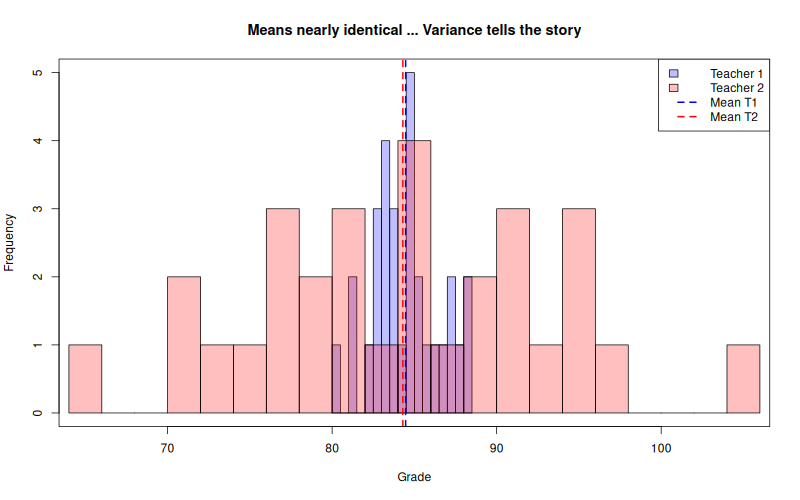 Means nearly identical ... Variance tells the story
Teacher 1
Teacher 2
Mean T1
Mean T2
Frequency
5
4
3
2
1
0
70 80 90 100
Grade